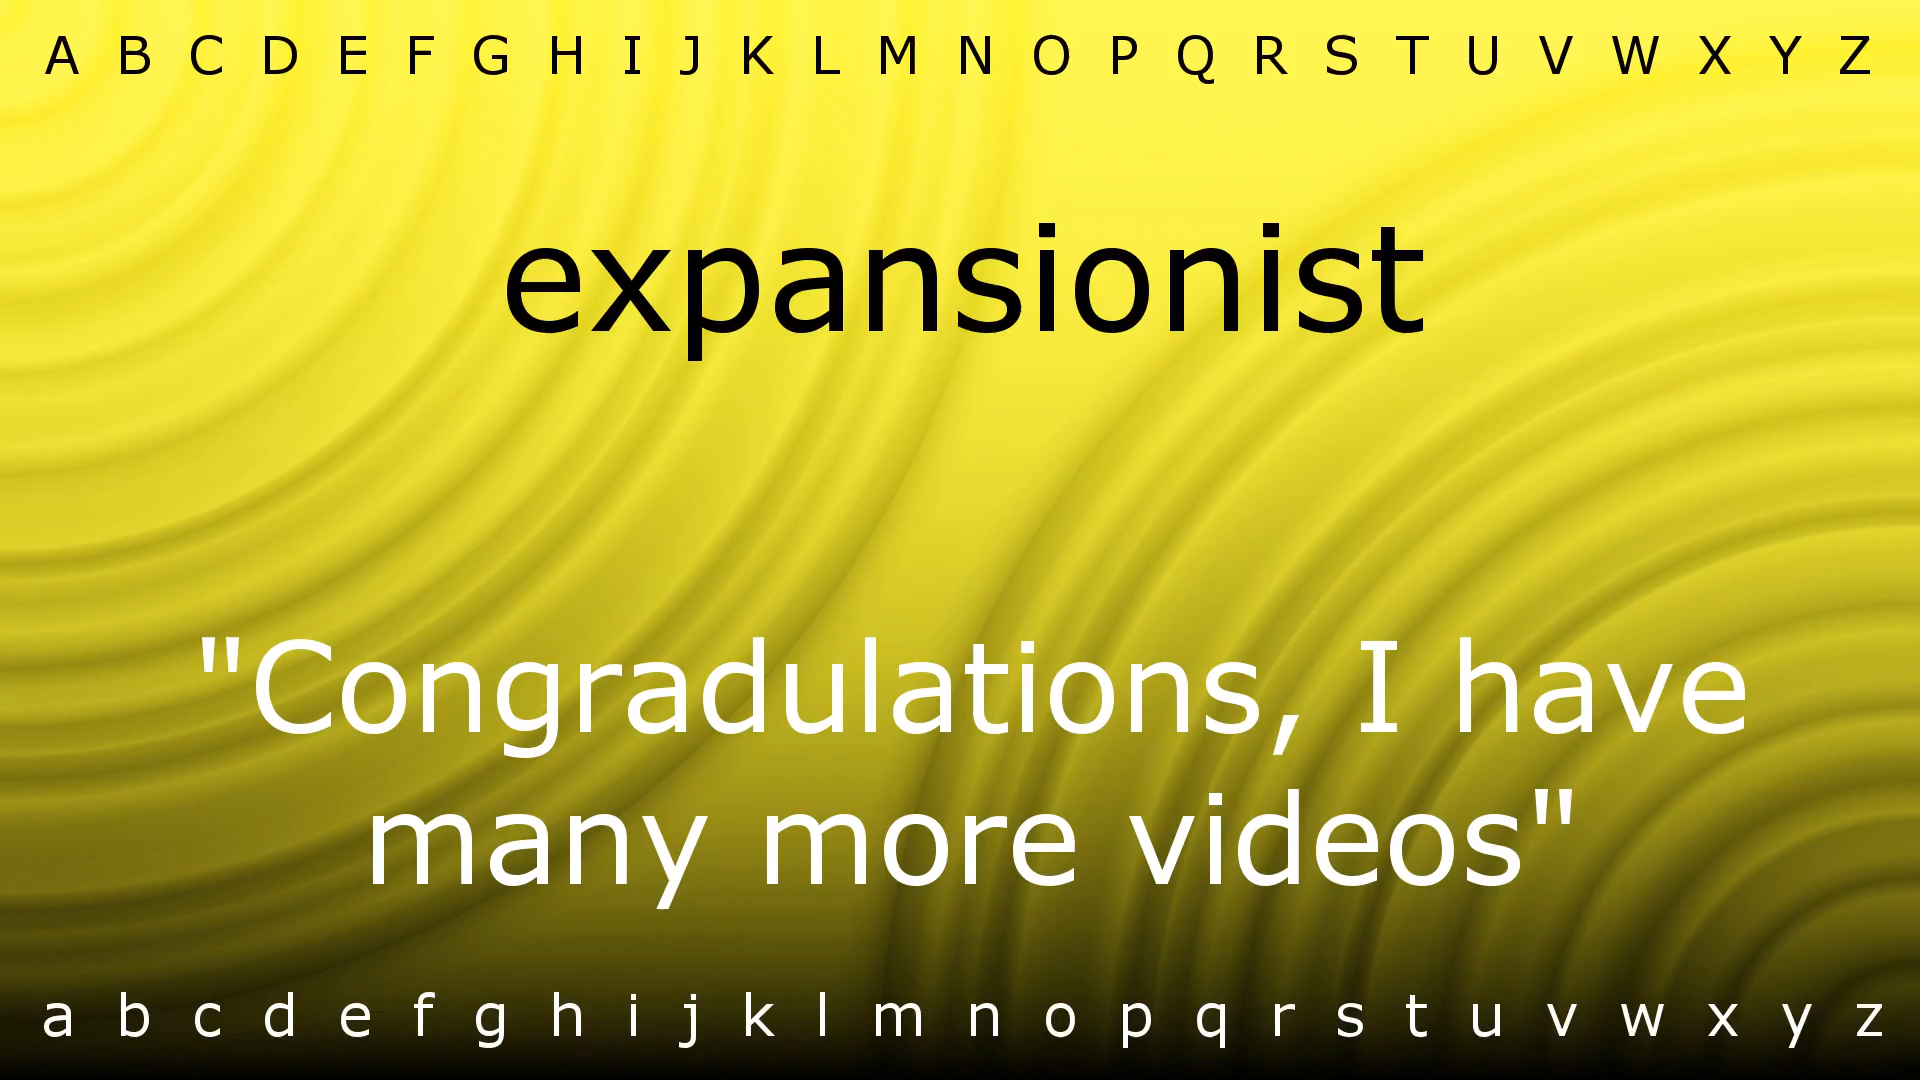 A B C D E F G H I J K L M N O P Q R S T U V W X Y Z
expansionist
"Congradulations, I have
many more videos"
a b c d e f g h i j k l m n o p q r s t u v w x y z